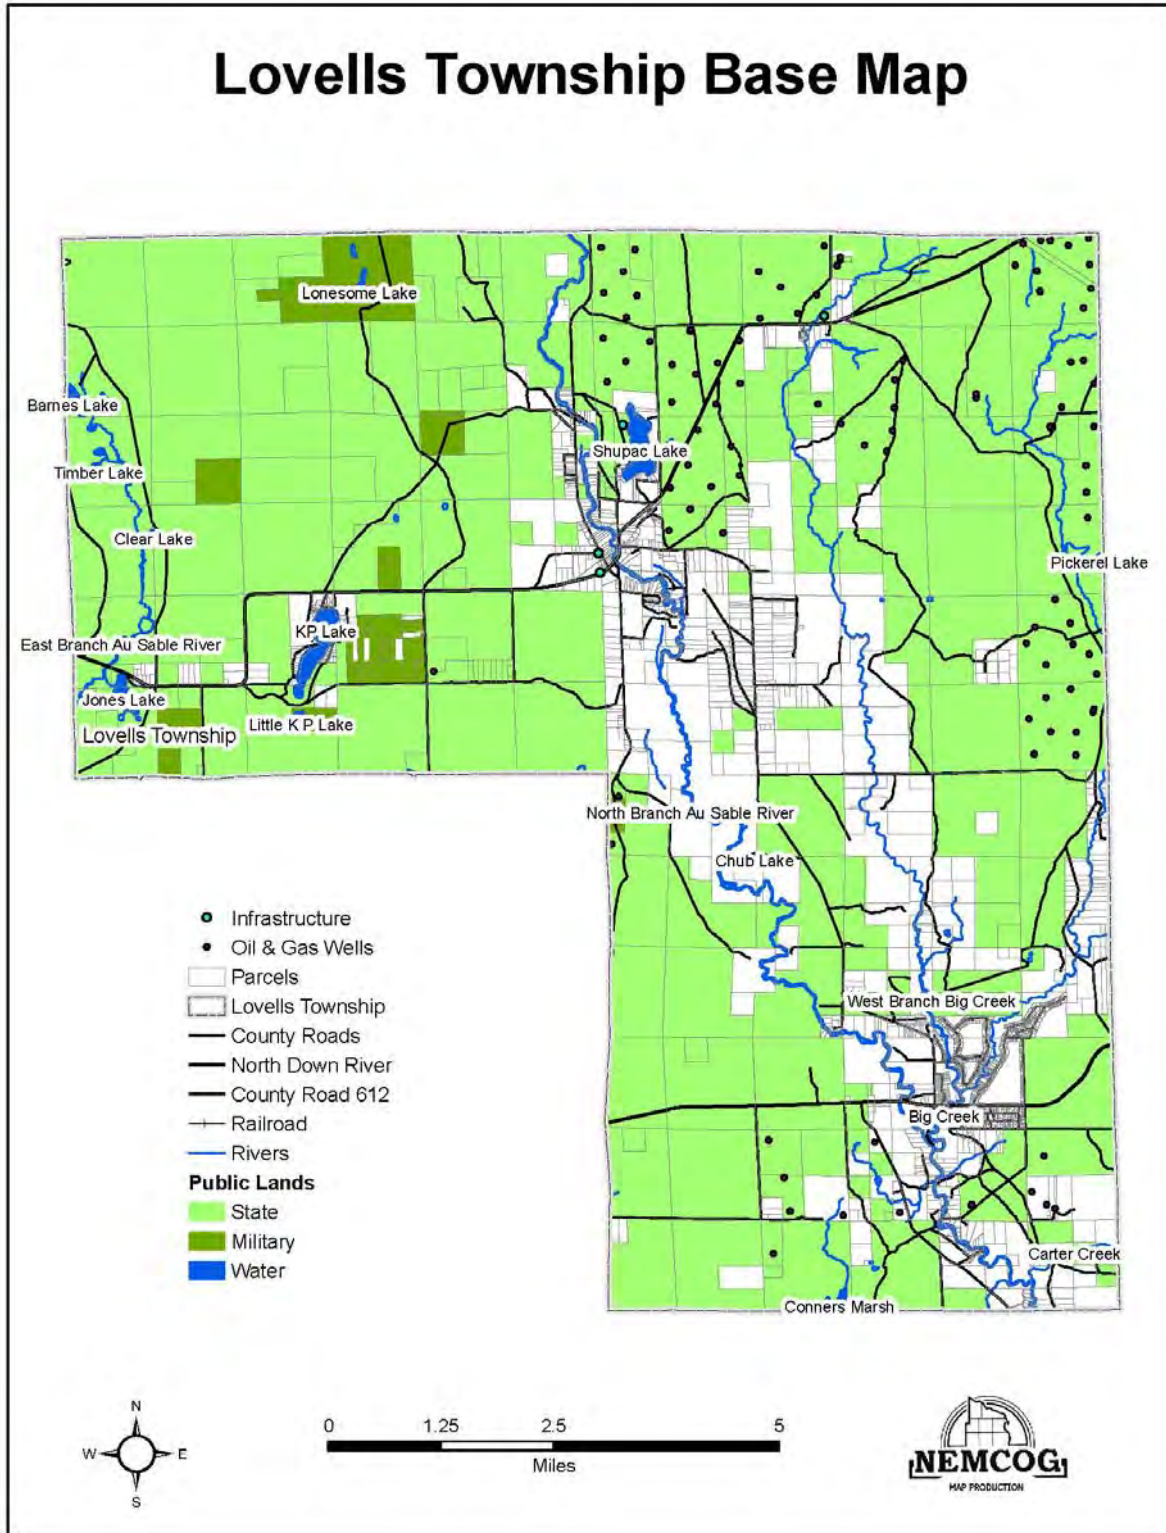 Lovells Township Base Map
Lonesome Lake
Barnes Lake
Shupac Lake
Timber Lake
Clear Lake
Pickerel Lake
KP Lake
East Branch Au Sable River
Jones Lake
Little K P Lake
Lovells Township
North Branch Au Sable River
Chub Lake
West Branch Big Creek
Big Creek
Carter Creek
Conners Marsh
Infrastructure
Oil & Gas Wells
Parcels
Lovells Township
County Roads
North Down River
County Road 612
Railroad
Rivers
Public Lands
State
Military
Water
N
W E
S
0 1.25 2.5 5
Miles
NEMCOG
MAP PRODUCTION